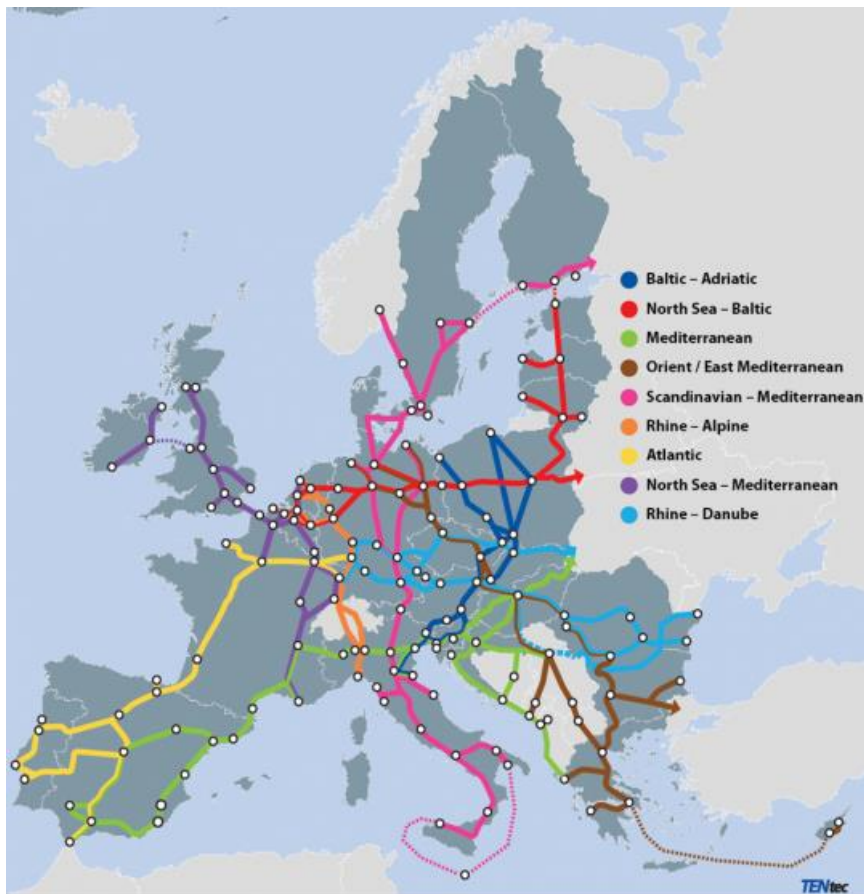 Baltic – Adriatic
North Sea – Baltic
Mediterranean
Orient / East Mediterranean
Scandinavian – Mediterranean
Rhine – Alpine
Atlantic
North Sea – Mediterranean
Rhine – Danube
TENtec